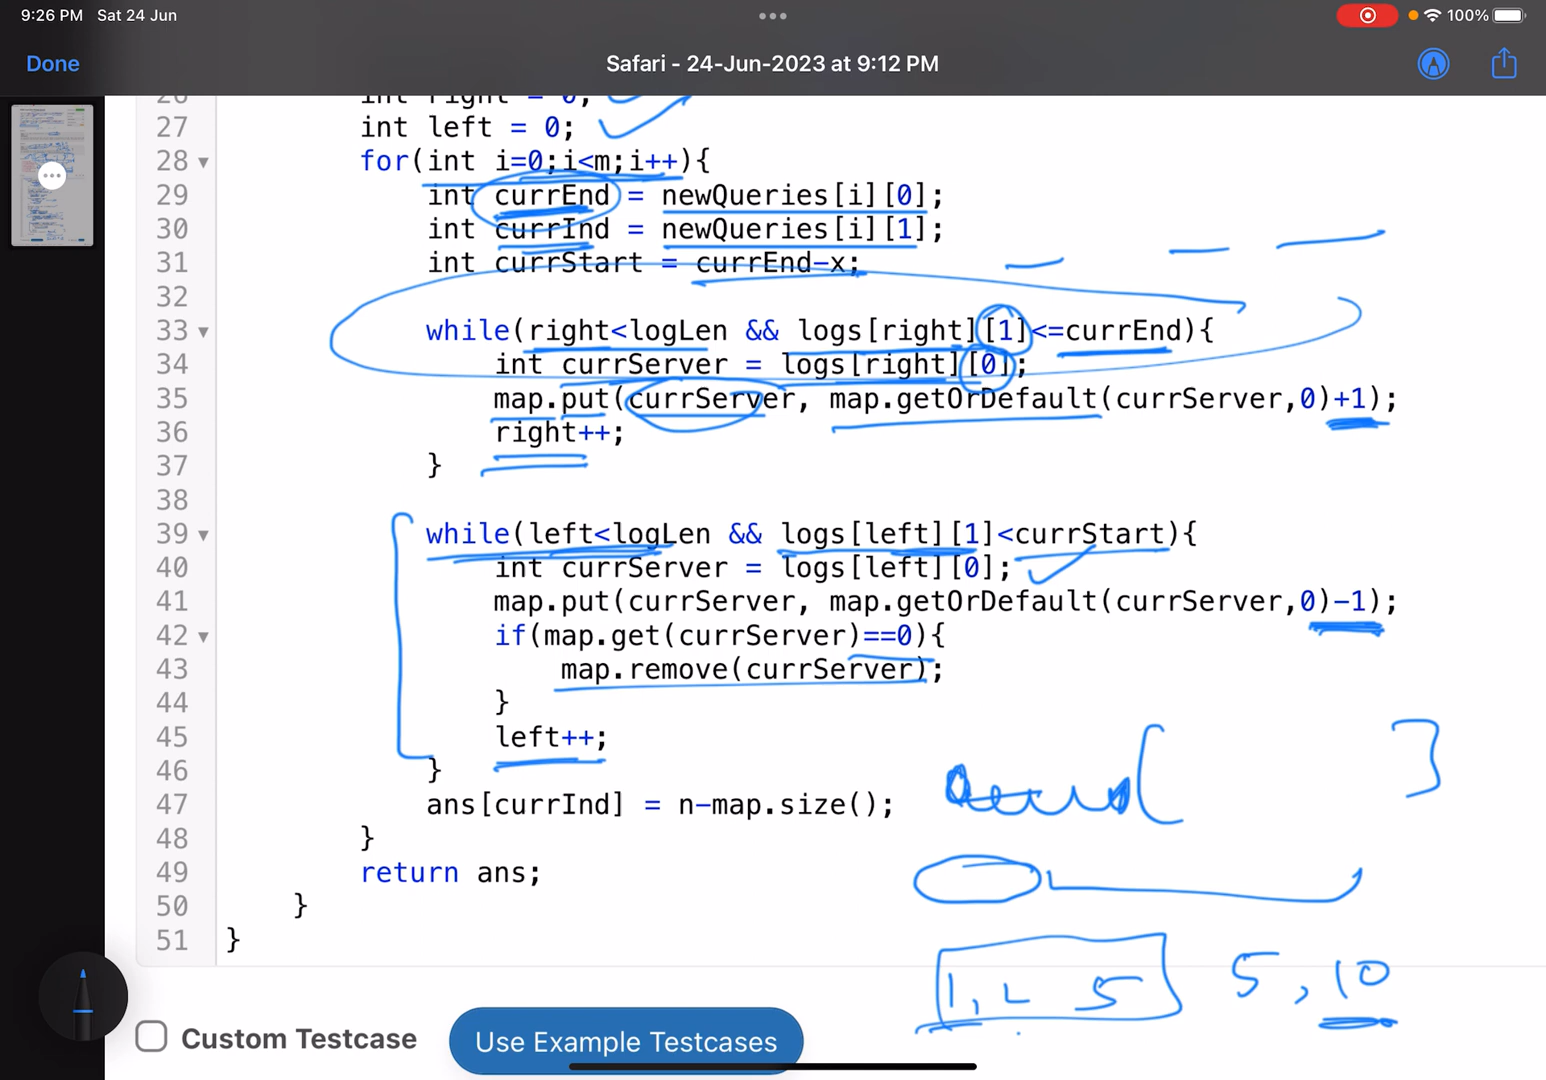 9:26 PM Sat 24 Jun
100%
Done
Safari - 24-Jun-2023 at 9:12 PM
26 int right = 0;
27 int left = 0;
28 for(int i=0;i<m;i++){
29 int currEnd = newQueries[i][0];
30 int currInd = newQueries[i][1];
31 int currStart = currEnd-x;
32
33 while(right<logLen && logs[right][1]<=currEnd){
34 int currServer = logs[right][0];
35 map.put(currServer, map.getOrDefault(currServer,0)+1);
36 right++;
37 }
38
39 while(left<logLen && logs[left][1]<currStart){
40 int currServer = logs[left][0];
41 map.put(currServer, map.getOrDefault(currServer,0)-1);
42 if(map.get(currServer)==0){
43 map.remove(currServer);
44 }
45 left++;
46 }
47 ans[currInd] = n-map.size();
48 }
49 return ans;
50 }
51 }
5, 10
Custom Testcase
Use Example Testcases